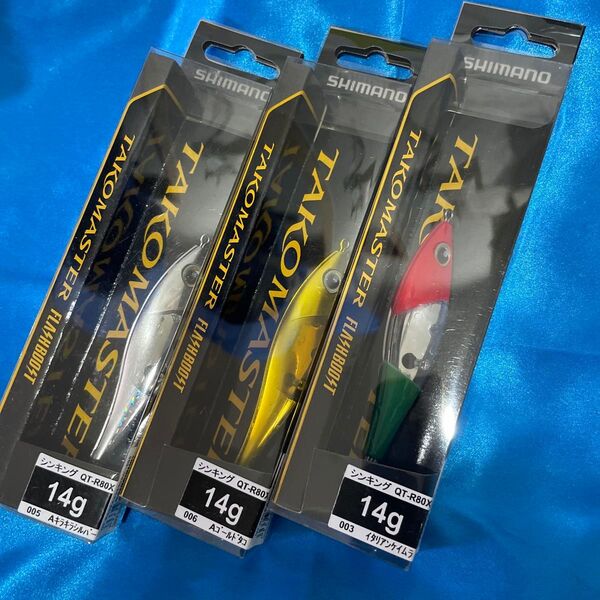 SHIMANO
TAKOMASTER
TAKOMASTER FLASHBOOST
シンキング QT-R80X
14g
005 Aキラキラシルバー
SHIMANO
TAKOMASTER
TAKOMASTER FLASHBOOST
シンキング QT-R80X
14g
006 Aゴールドタコ
SHIMANO
TAKOMASTER
TAKOMASTER FLASHBOOST
シンキング QT-R80X
14g
003 イタリアンケイムラ